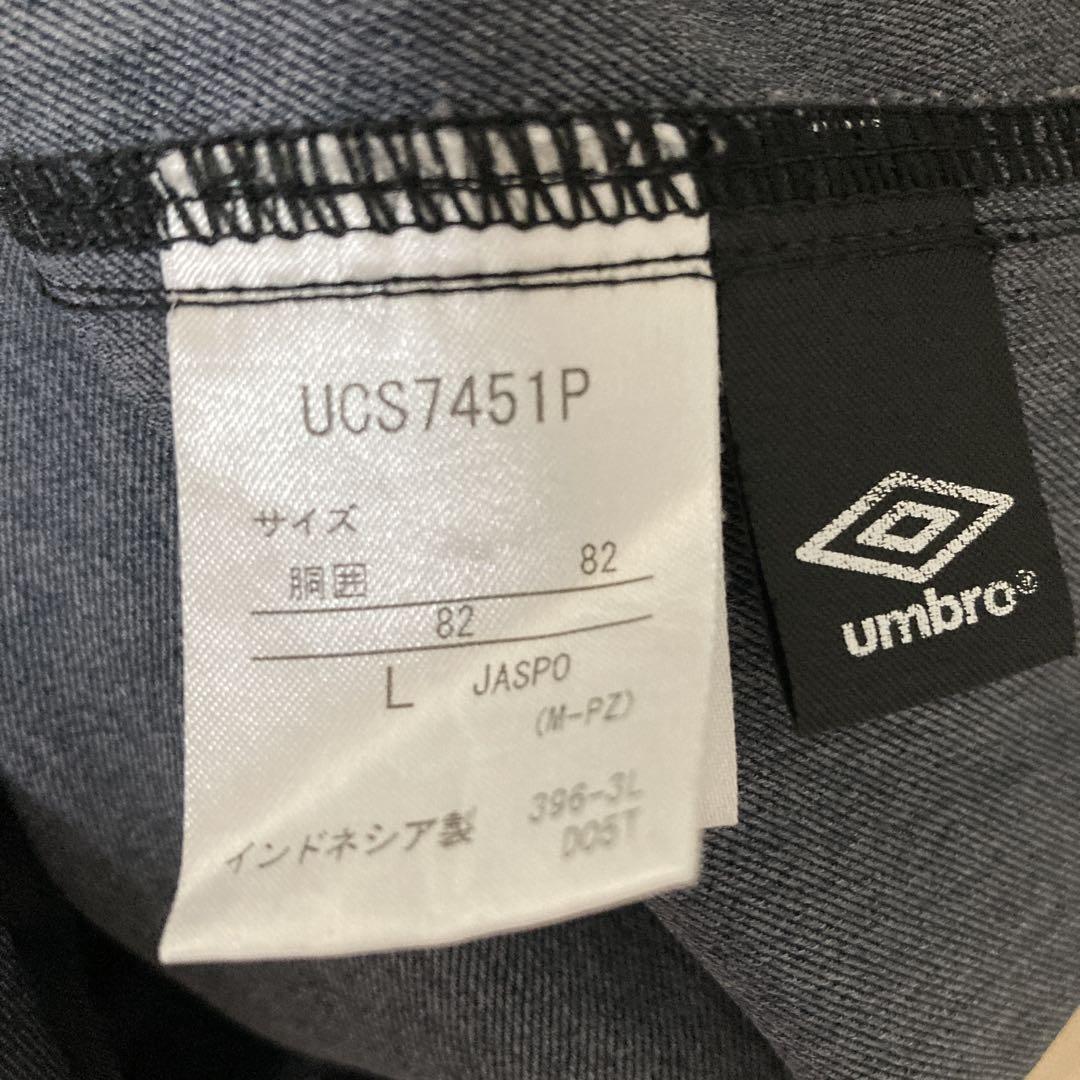 UCS7451P
サイズ
胴囲 82
82
L JASPO
(M-PZ)
インドネシア製 396-3L
D05T
umbro®